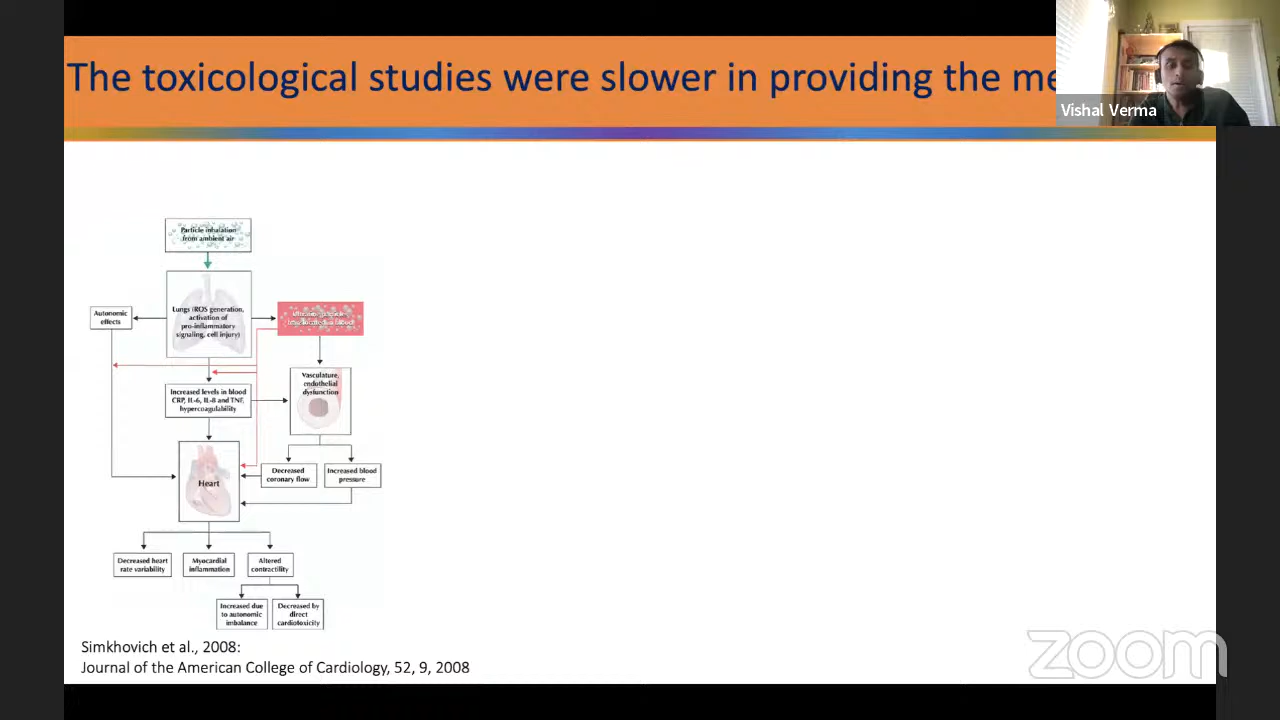 The toxicological studies were slower in providing the me
Vishal Verma
Particle inhalation
from ambient air
Lungs (ROS generation,
activation of
pro-inflammatory
signaling, cell injury)
Autonomic
effects
Vasculature,
endothelial
dysfunction
Increased levels in blood
CRP, IL-6, IL-8 and TNF,
hypercoagulability
Heart
Decreased
coronary flow
Increased blood
pressure
Decreased heart
rate variability
Myocardial
inflammation
Altered
contractility
Increased due
to autonomic
imbalance
Decreased by
direct
cardiotoxicity
Simkhovich et al., 2008:
Journal of the American College of Cardiology, 52, 9, 2008
zoom